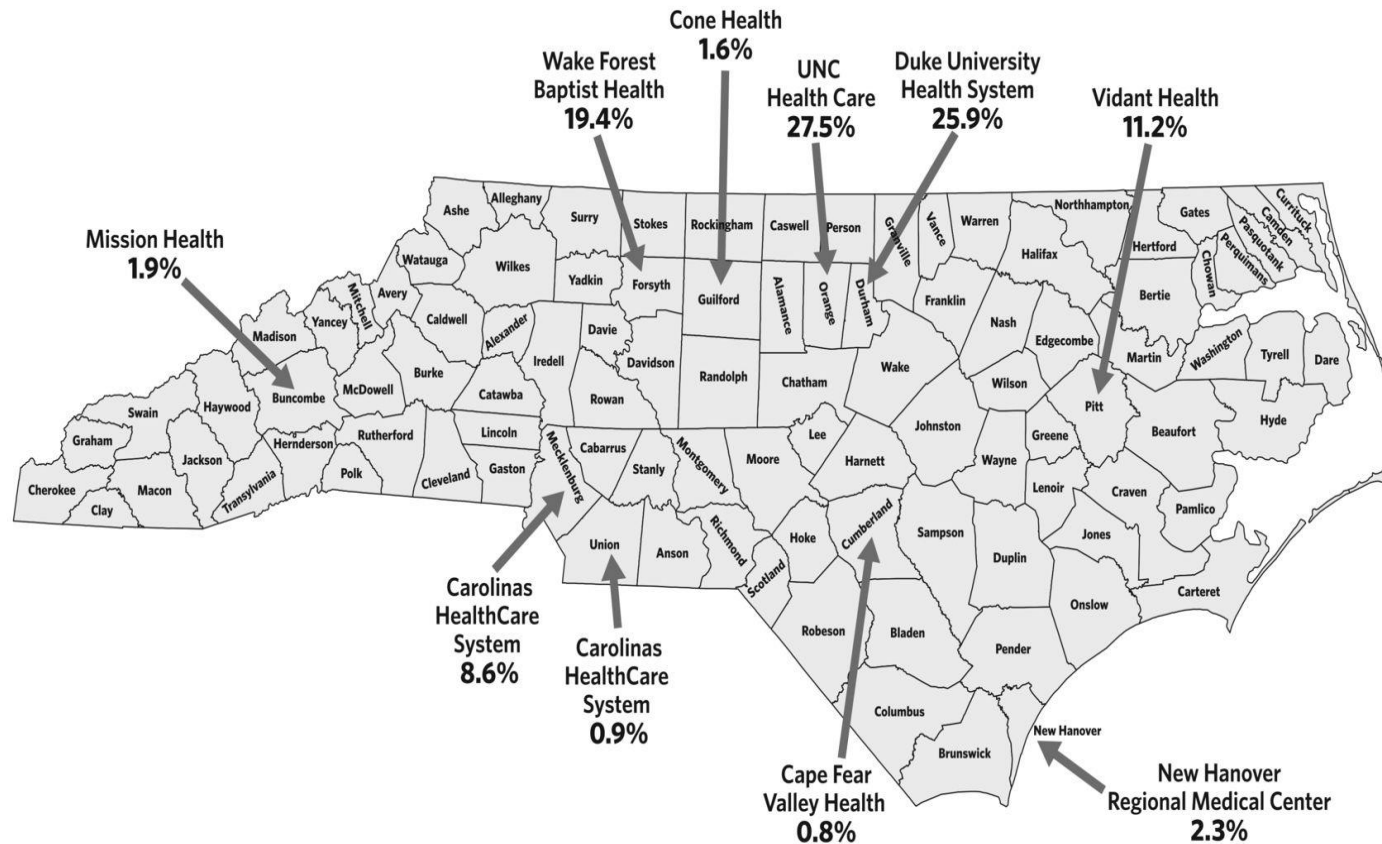 Cone Health
1.6%
Wake Forest
Baptist Health
19.4%
UNC
Health Care
27.5%
Duke University
Health System
25.9%
Vidant Health
11.2%
Mission Health
1.9%
Ashe
Alleghany
Surry
Stokes
Rockingham
Caswell
Person
Granville
Vance
Warren
Northhampton
Gates
Currituck
Camden
Pasquotank
Perquimans
Chowan
Hertford
Halifax
Bertie
Watauga
Wilkes
Yadkin
Forsyth
Guilford
Alamance
Orange
Durham
Franklin
Nash
Edgecombe
Martin
Washington
Tyrell
Dare
Madison
Yancey
Mitchell
Avery
Caldwell
Alexander
Iredell
Davie
Davidson
Randolph
Chatham
Wake
Wilson
Pitt
Beaufort
Hyde
Swain
Haywood
Buncombe
McDowell
Burke
Catawba
Rowan
Lincoln
Graham
Jackson
Hernderson
Rutherford
Polk
Cleveland
Gaston
Mecklenburg
Cabarrus
Stanly
Montgomery
Moore
Lee
Harnett
Johnston
Wayne
Greene
Lenoir
Craven
Pamlico
Cherokee
Clay
Macon
Transylvania
Union
Anson
Richmond
Scotland
Hoke
Cumberland
Sampson
Duplin
Jones
Onslow
Carteret
Robeson
Bladen
Pender
Columbus
Brunswick
New Hanover
Carolinas
HealthCare
System
8.6%
Carolinas
HealthCare
System
0.9%
Cape Fear
Valley Health
0.8%
New Hanover
Regional Medical Center
2.3%